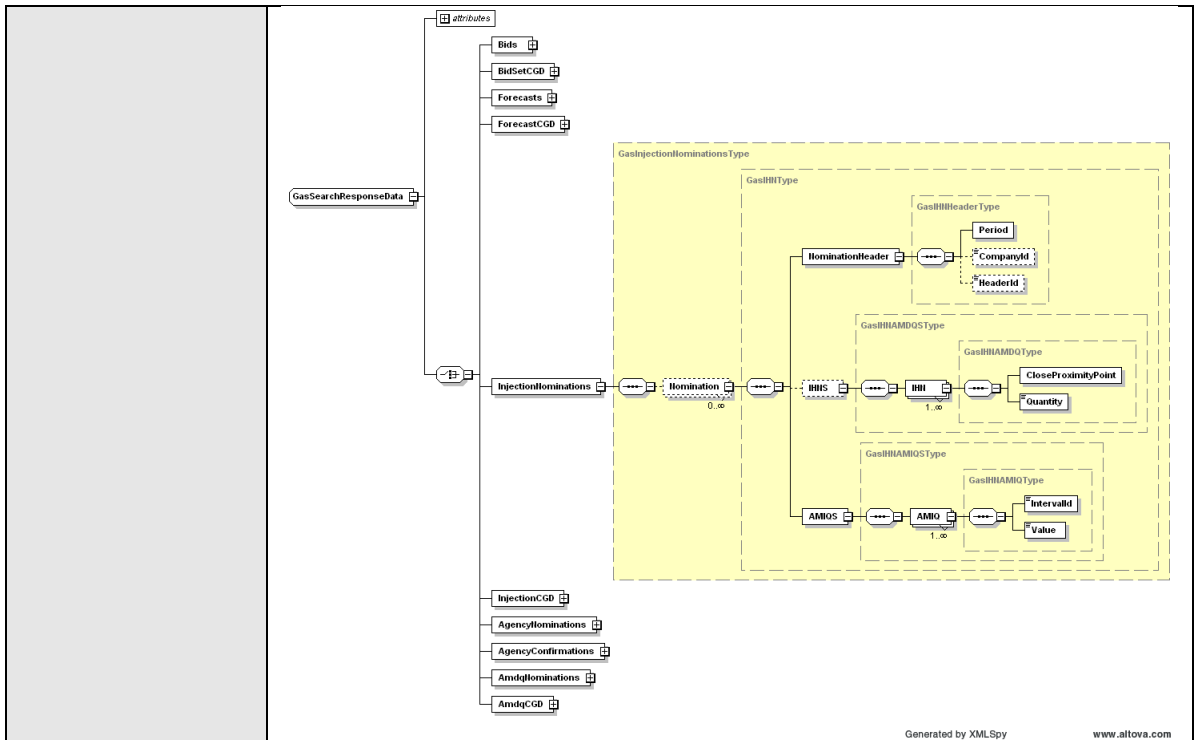 attributes
Bids
BidSetCGD
Forecasts
ForecastCGD
GasInjectionNominationsType
GasIHNType
GasSearchResponseData
GasIHNHeaderType
Period
NominationHeader
CompanyId
HeaderId
GasIHNAMDQSType
GasIHNAMDQType
CloseProximityPoint
InjectionNominations
Nomination
0..∞
IHNS
IHN
1..∞
Quantity
GasIHNAMIQSType
GasIHNAMIQType
IntervalId
AMIQS
AMIQ
1..∞
Value
InjectionCGD
AgencyNominations
AgencyConfirmations
AmdqNominations
AmdqCGD
Generated by XMLSpy www.altova.com